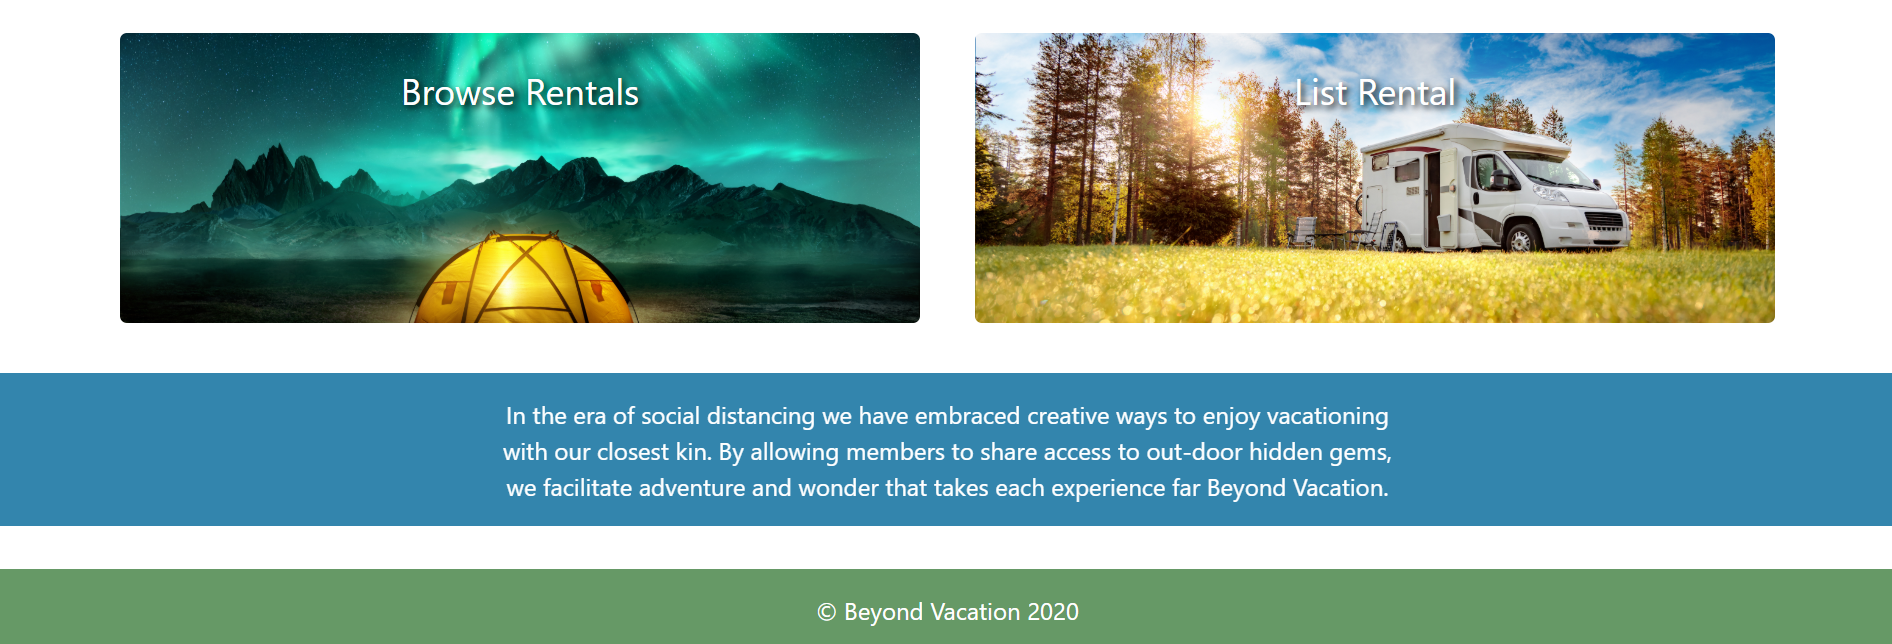 Browse Rentals
List Rental
In the era of social distancing we have embraced creative ways to enjoy vacationing
with our closest kin. By allowing members to share access to out-door hidden gems,
we facilitate adventure and wonder that takes each experience far Beyond Vacation.
© Beyond Vacation 2020